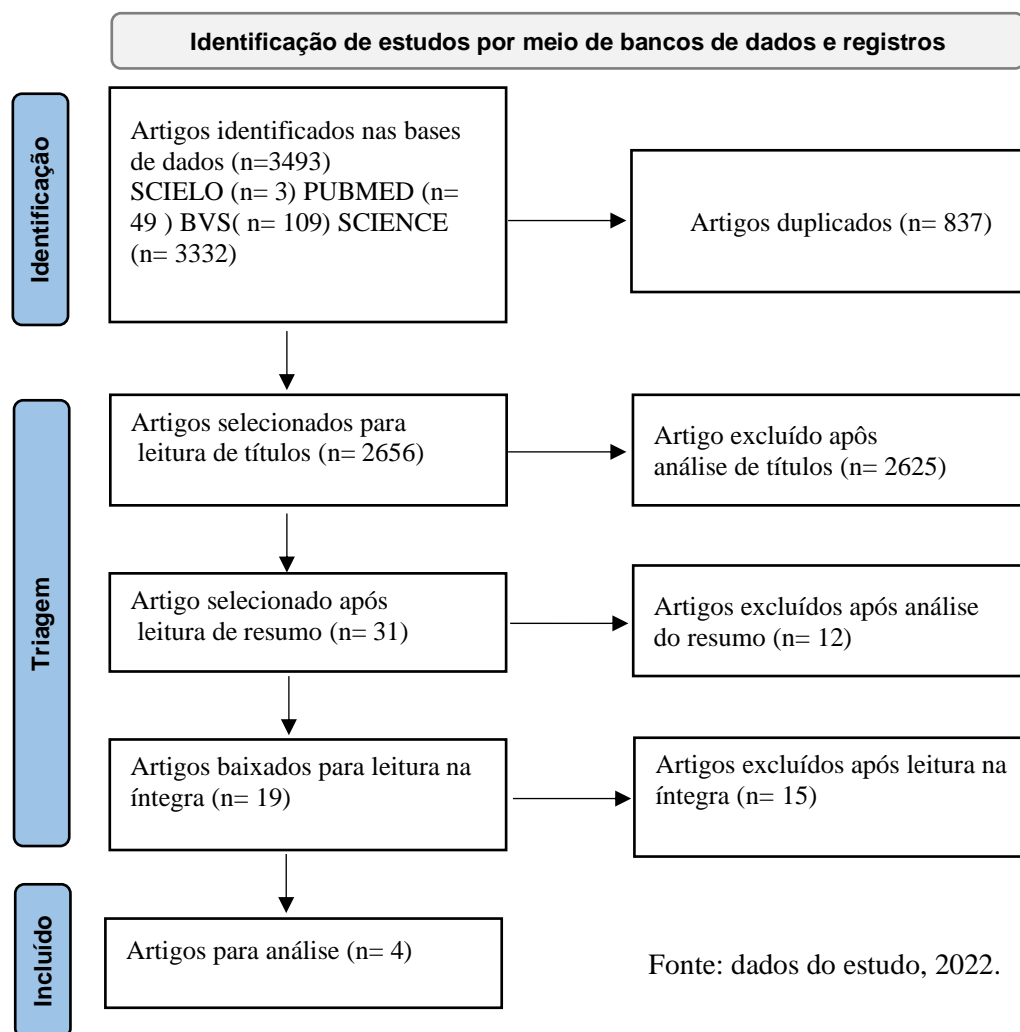 Identificação de estudos por meio de bancos de dados e registros
Identificação
Artigos identificados nas bases
de dados (n=3493)
SCIELO (n= 3) PUBMED (n=
49 ) BVS( n= 109) SCIENCE
(n= 3332)
Artigos duplicados (n= 837)
Triagem
Artigos selecionados para
leitura de títulos (n= 2656)
Artigo excluído apôs
análise de títulos (n= 2625)
Artigo selecionado após
leitura de resumo (n= 31)
Artigos excluídos após análise
do resumo (n= 12)
Artigos baixados para leitura na
íntegra (n= 19)
Artigos excluídos após leitura na
íntegra (n= 15)
Incluído
Artigos para análise (n= 4)
Fonte: dados do estudo, 2022.